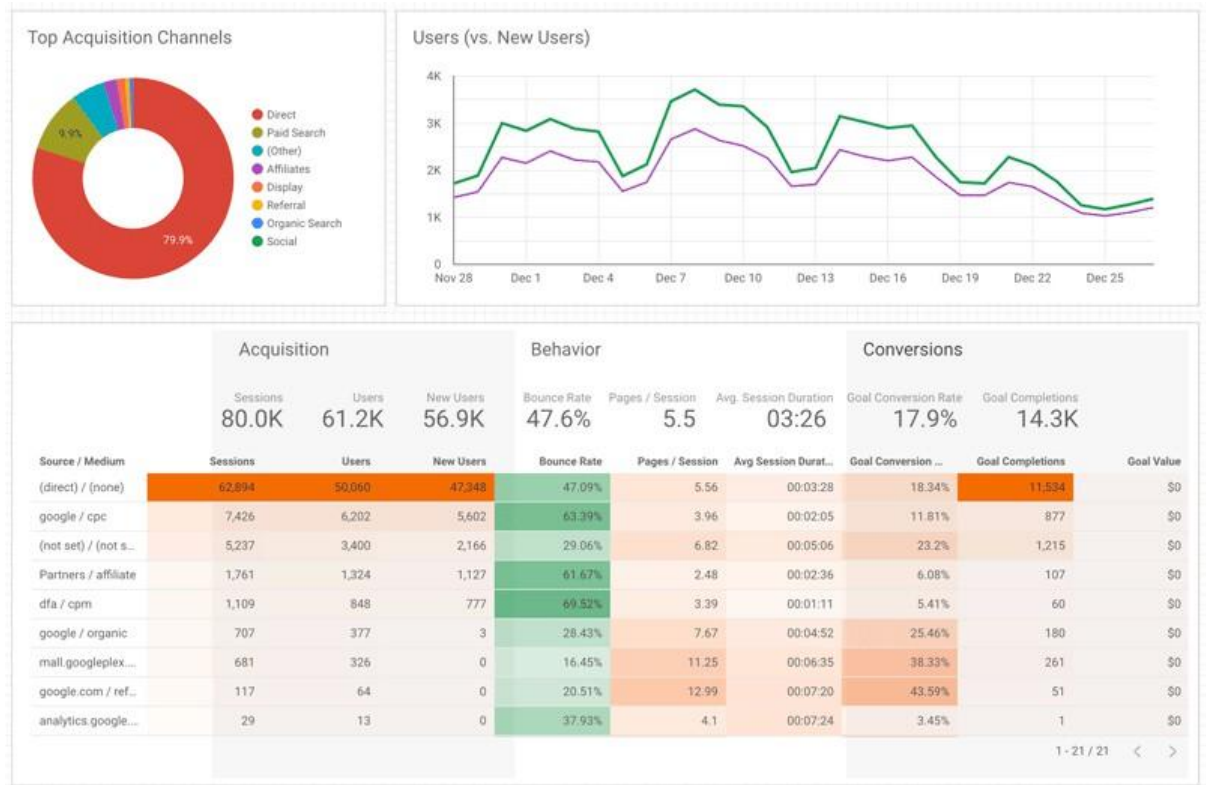 Top Acquisition Channels
9.9%
79.9%
Direct
Paid Search
(Other)
Affiliates
Display
Referral
Organic Search
Social
Users (vs. New Users)
4K
3K
2K
1K
0
Nov 28 Dec 1 Dec 4 Dec 7 Dec 10 Dec 13 Dec 16 Dec 19 Dec 22 Dec 25
Acquisition Behavior Conversions
Sessions Users New Users Bounce Rate Pages / Session Avg. Session Duration Goal Conversion Rate Goal Completions
80.0K 61.2K 56.9K 47.6% 5.5 03:26 17.9% 14.3K
Source / Medium Sessions Users New Users Bounce Rate Pages / Session Avg Session Durat... Goal Conversion ... Goal Completions Goal Value
(direct) / (none) 62,894 50,060 47,348 47.09% 5.56 00:03:28 18.34% 11,534 $0
google / cpc 7,426 6,202 5,602 63.39% 3.96 00:02:05 11.81% 877 $0
(not set) / (not s... 5,237 3,400 2,166 29.06% 6.82 00:05:06 23.2% 1,215 $0
Partners / affiliate 1,761 1,324 1,127 61.67% 2.48 00:02:36 6.08% 107 $0
dfa / cpm 1,109 848 777 69.52% 3.39 00:01:11 5.41% 60 $0
google / organic 707 377 3 28.43% 7.67 00:04:52 25.46% 180 $0
mall.googleplex.... 681 326 0 16.45% 11.25 00:06:35 38.33% 261 $0
google.com / ref... 117 64 0 20.51% 12.99 00:07:20 43.59% 51 $0
analytics.google.... 29 13 0 37.93% 4.1 00:07:24 3.45% 1 $0
1 - 21 / 21 < >